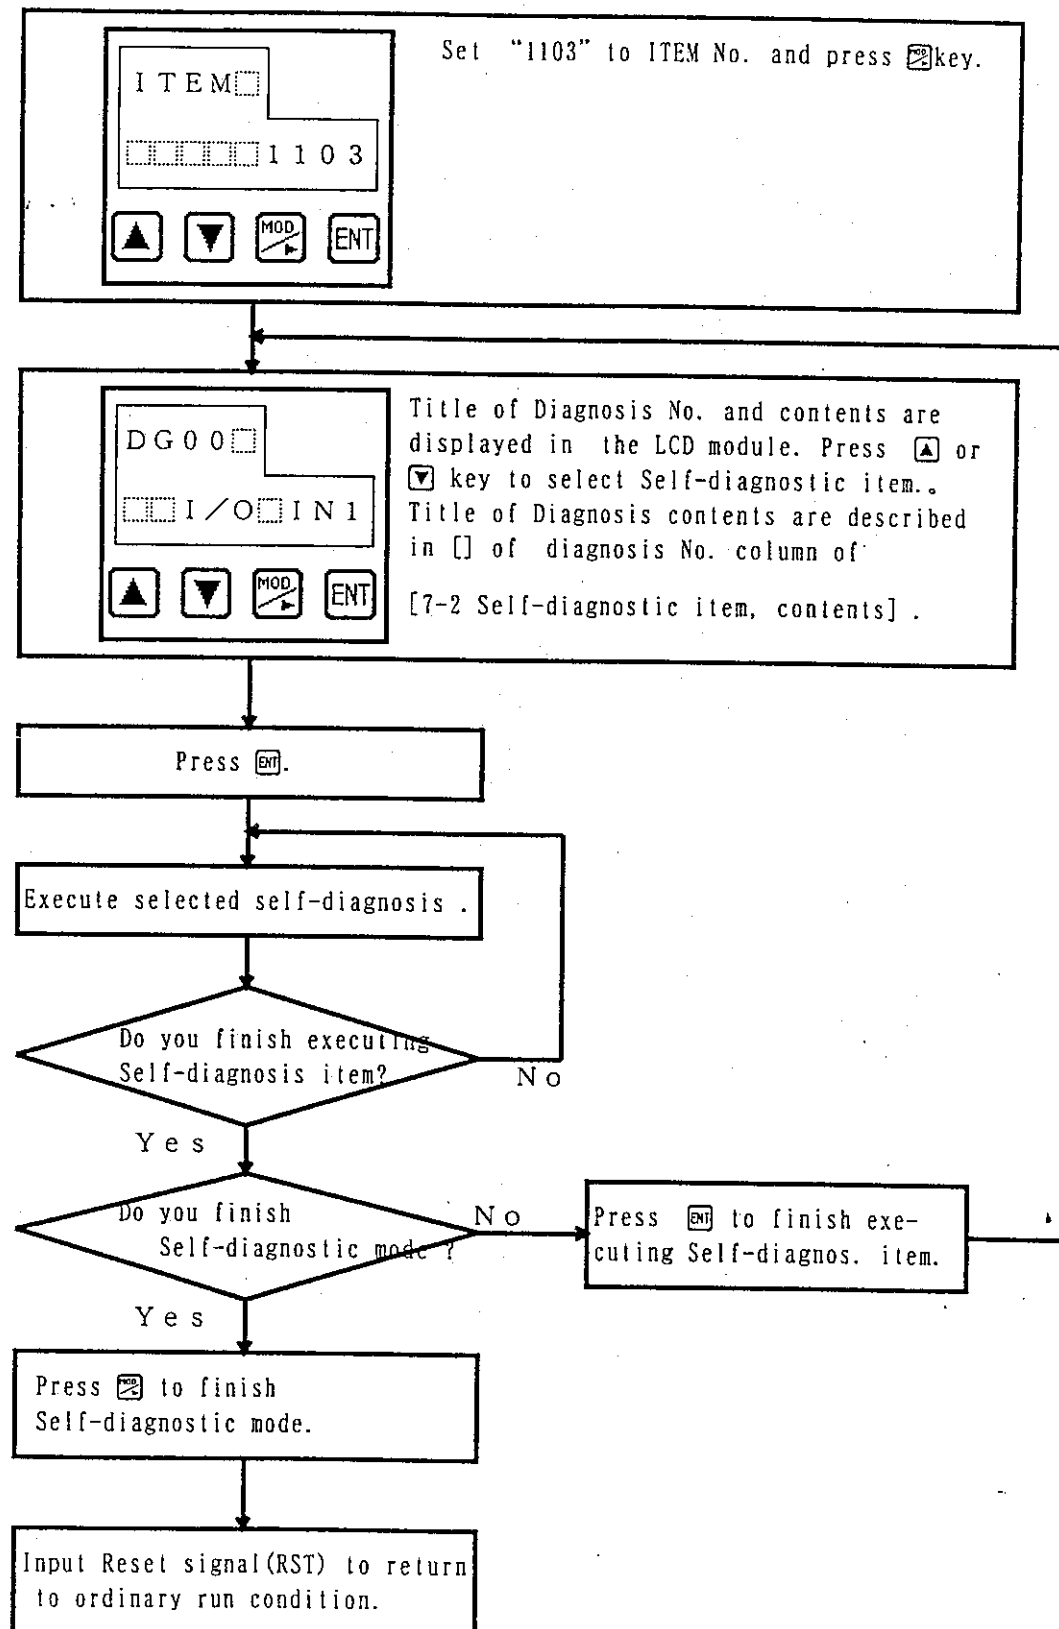 ITEM
Set "1103" to ITEM No. and press MOD key.
1103
▲ ▼ MOD ENT
DG00
Title of Diagnosis No. and contents are
displayed in the LCD module. Press ▲ or
▼ key to select Self-diagnostic item.。
I/O IN1
Title of Diagnosis contents are described
in [] of diagnosis No. column of
▲ ▼ MOD ENT
[7-2 Self-diagnostic item, contents] .
Press ENT.
Execute selected self-diagnosis .
Do you finish executing
Self-diagnosis item?
No
Yes
Do you finish
Self-diagnostic mode ?
No
Press ENT to finish exe-
cuting Self-diagnos. item.
Yes
Press MOD to finish
Self-diagnostic mode.
Input Reset signal(RST) to return
to ordinary run condition.